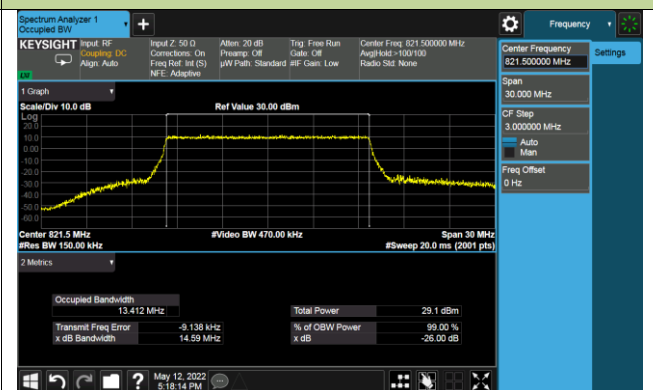 Spectrum Analyzer 1
Occupied BW
+
Frequency
KEYSIGHT
Input: RF
Coupling: DC
Align: Auto
Input Z: 50 Ω
Corrections: On
Freq Ref: Int (S)
NFE: Adaptive
Atten: 20 dB
Preamp: Off
µW Path: Standard
Trig: Free Run
Gate: Off
#IF Gain: Low
Center Freq: 821.500000 MHz
Avg|Hold:>100/100
Radio Std: None
Center Frequency
821.500000 MHz
Settings
Span
30.000 MHz
CF Step
3.000000 MHz
Auto
Man
Freq Offset
0 Hz
1 Graph
Scale/Div 10.0 dB
Ref Value 30.00 dBm
Log
20.0
10.0
0.00
-10.0
-20.0
-30.0
-40.0
-50.0
-60.0
Center 821.5 MHz
#Video BW 470.00 kHz
Span 30 MHz
#Res BW 150.00 kHz
#Sweep 20.0 ms (2001 pts)
2 Metrics
Occupied Bandwidth
13.412 MHz
Total Power
29.1 dBm
Transmit Freq Error
-9.138 kHz
% of OBW Power
99.00 %
x dB Bandwidth
14.59 MHz
x dB
-26.00 dB
?
May 12, 2022
5:18:14 PM